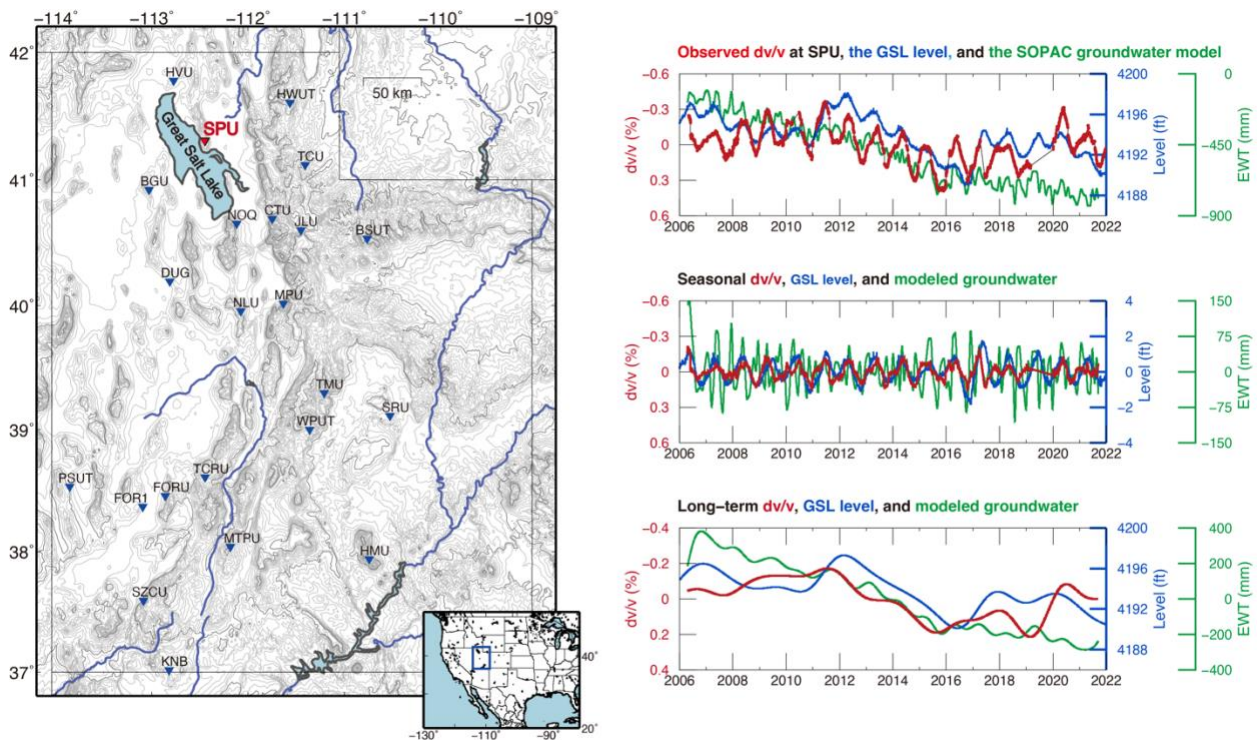 −114° −113° −112° −111° −110° −109°
42°
41°
40°
39°
38°
37°
HVU
HWUT
50 km
SPU
Great Salt Lake
TCU
BGU
NOQ
CTU
JLU
BSUT
DUG
NLU
MPU
TMU
SRU
WPUT
PSUT
TCRU
FOR1
FORU
MTPU
HMU
SZCU
KNB
40°
20°
−130° −110° −90°
Observed dv/v at SPU, the GSL level, and the SOPAC groundwater model
−0.6
−0.3
0
0.3
0.6
dv/v (%)
4200
4196
4192
4188
Level (ft)
0
−450
−900
EWT (mm)
2006 2008 2010 2012 2014 2016 2018 2020 2022
Seasonal dv/v, GSL level, and modeled groundwater
−0.6
−0.3
0
0.3
0.6
dv/v (%)
4
2
0
−2
−4
Level (ft)
150
75
0
−75
−150
EWT (mm)
2006 2008 2010 2012 2014 2016 2018 2020 2022
Long−term dv/v, GSL level, and modeled groundwater
−0.4
−0.2
0
0.2
0.4
dv/v (%)
4200
4196
4192
4188
Level (ft)
400
200
0
−200
−400
EWT (mm)
2006 2008 2010 2012 2014 2016 2018 2020 2022